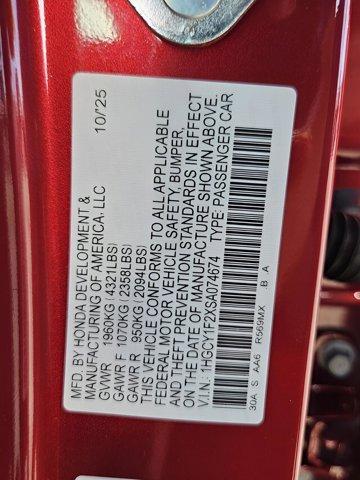 MFD. BY HONDA DEVELOPMENT & 10/25
MANUFACTURING OF AMERICA, LLC
GVWR 1960KG (4321LBS)
GAWR F 1070KG (2358LBS)
GAWR R 950KG (2094LBS)
THIS VEHICLE CONFORMS TO ALL APPLICABLE
FEDERAL MOTOR VEHICLE SAFETY, BUMPER,
AND THEFT PREVENTION STANDARDS IN EFFECT
ON THE DATE OF MANUFACTURE SHOWN ABOVE.
V.I.N.: 1HGCY1F2XSA074674 TYPE: PASSENGER CAR
30A S AA6 R569MX .B A